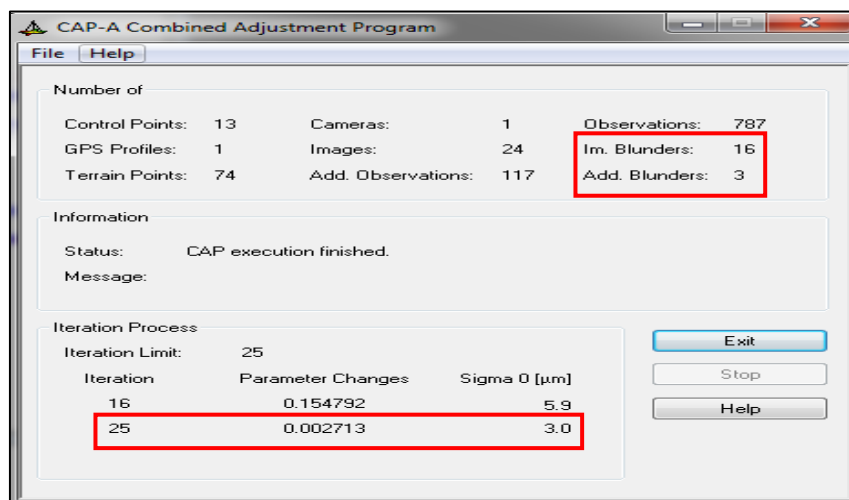 CAP-A Combined Adjustment Program
File Help
Number of
Control Points: 13 Cameras: 1 Observations: 787
GPS Profiles: 1 Images: 24 Im. Blunders: 16
Terrain Points: 74 Add. Observations: 117 Add. Blunders: 3
Information
Status: CAP execution finished.
Message:
Iteration Process
Iteration Limit: 25
Iteration Parameter Changes Sigma 0 [µm]
16 0.154792 5.9
25 0.002713 3.0
Exit
Stop
Help